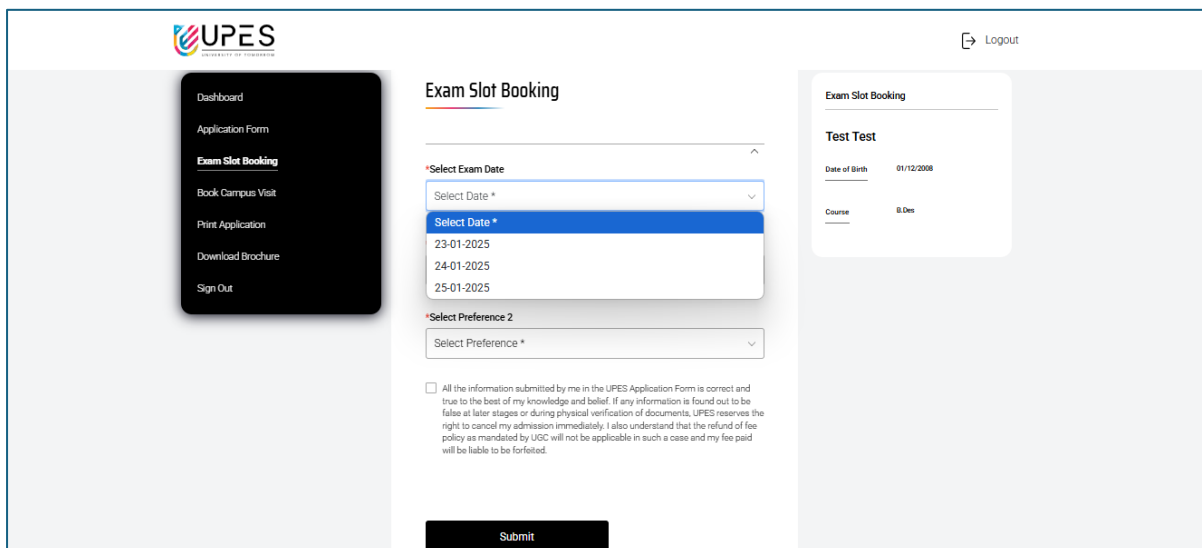 UPES
UNIVERSITY OF TOMORROW
Logout
Dashboard
Application Form
Exam Slot Booking
Book Campus Visit
Print Application
Download Brochure
Sign Out
Exam Slot Booking
*Select Exam Date
Select Date *
Select Date *
23-01-2025
24-01-2025
25-01-2025
*Select Preference 2
Select Preference *
All the information submitted by me in the UPES Application Form is correct and
true to the best of my knowledge and belief. If any information is found out to be
false at later stages or during physical verification of documents, UPES reserves the
right to cancel my admission immediately. I also understand that the refund of fee
policy as mandated by UGC will not be applicable in such a case and my fee paid
will be liable to be forfeited.
Submit
Exam Slot Booking
Test Test
Date of Birth 01/12/2008
Course B.Des